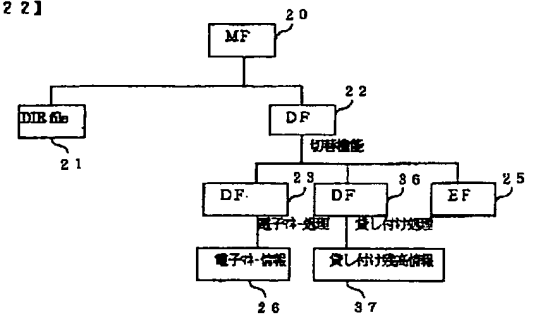 ２２】
２０
ＭＦ
DIR file
２１
ＤＦ
２２
切替機能
ＤＦ
２３
ＤＦ
３６
ＥＦ
２５
電子マネー処理
貸し付け処理
電子マネー情報
２６
貸し付け残高情報
３７